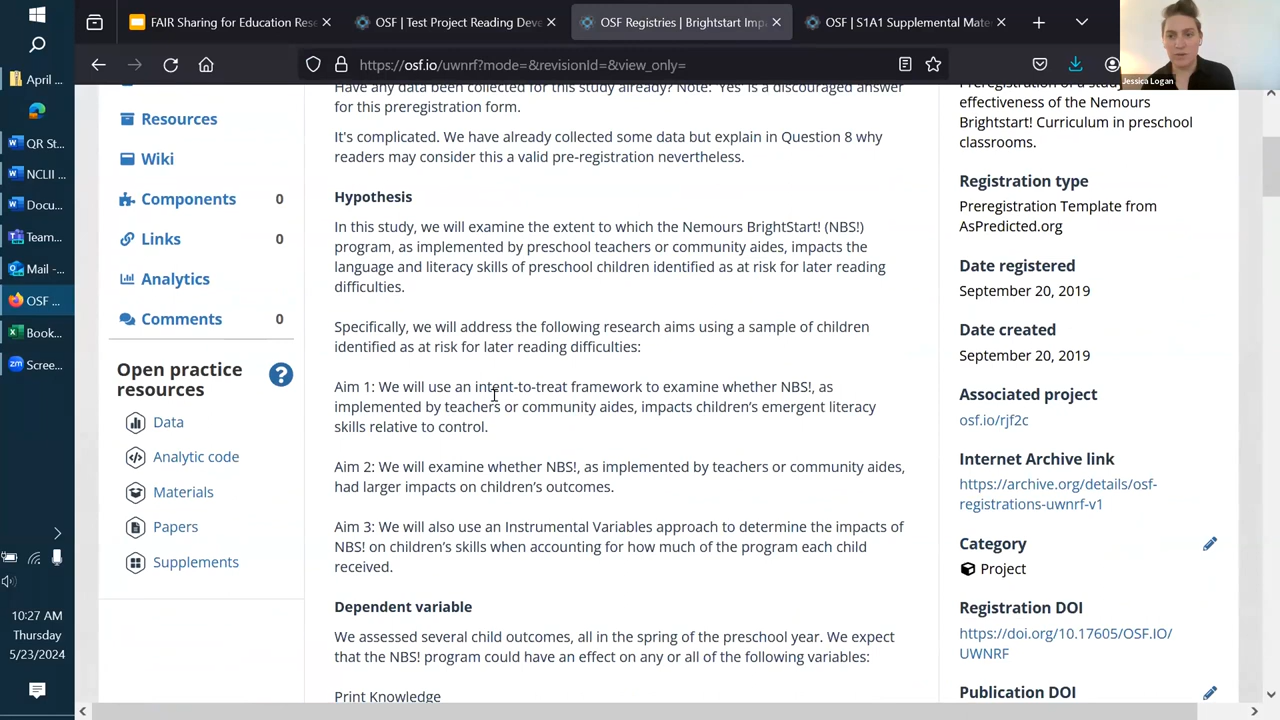 FAIR Sharing for Education Rese
OSF | Test Project Reading Deve
OSF Registries | Brightstart Impa
OSF | S1A1 Supplemental Mate
https://osf.io/uwnrf?mode=&revisionId=&view_only=
Jessica Logan
April ...
QR St...
NCLII ...
Docu...
Team...
Mail -...
OSF ...
Book...
Scree...
10:27 AM
Thursday
5/23/2024
Resources
Wiki
Components 0
Links 0
Analytics
Comments 0
Open practice
resources
?
Data
Analytic code
Materials
Papers
Supplements
Have any data been collected for this study already? Note: 'Yes' is a discouraged answer
for this preregistration form.
It's complicated. We have already collected some data but explain in Question 8 why
readers may consider this a valid pre-registration nevertheless.
Hypothesis
In this study, we will examine the extent to which the Nemours BrightStart! (NBS!)
program, as implemented by preschool teachers or community aides, impacts the
language and literacy skills of preschool children identified as at risk for later reading
difficulties.
Specifically, we will address the following research aims using a sample of children
identified as at risk for later reading difficulties:
Aim 1: We will use an intent-to-treat framework to examine whether NBS!, as
implemented by teachers or community aides, impacts children's emergent literacy
skills relative to control.
Aim 2: We will examine whether NBS!, as implemented by teachers or community aides,
had larger impacts on children's outcomes.
Aim 3: We will also use an Instrumental Variables approach to determine the impacts of
NBS! on children's skills when accounting for how much of the program each child
received.
Dependent variable
We assessed several child outcomes, all in the spring of the preschool year. We expect
that the NBS! program could have an effect on any or all of the following variables:
Print Knowledge
Preregistration of a study
effectiveness of the Nemours
Brightstart! Curriculum in preschool
classrooms.
Registration type
Preregistration Template from
AsPredicted.org
Date registered
September 20, 2019
Date created
September 20, 2019
Associated project
osf.io/rjf2c
Internet Archive link
https://archive.org/details/osf-
registrations-uwnrf-v1
Category
Project
Registration DOI
https://doi.org/10.17605/OSF.IO/
UWNRF
Publication DOI